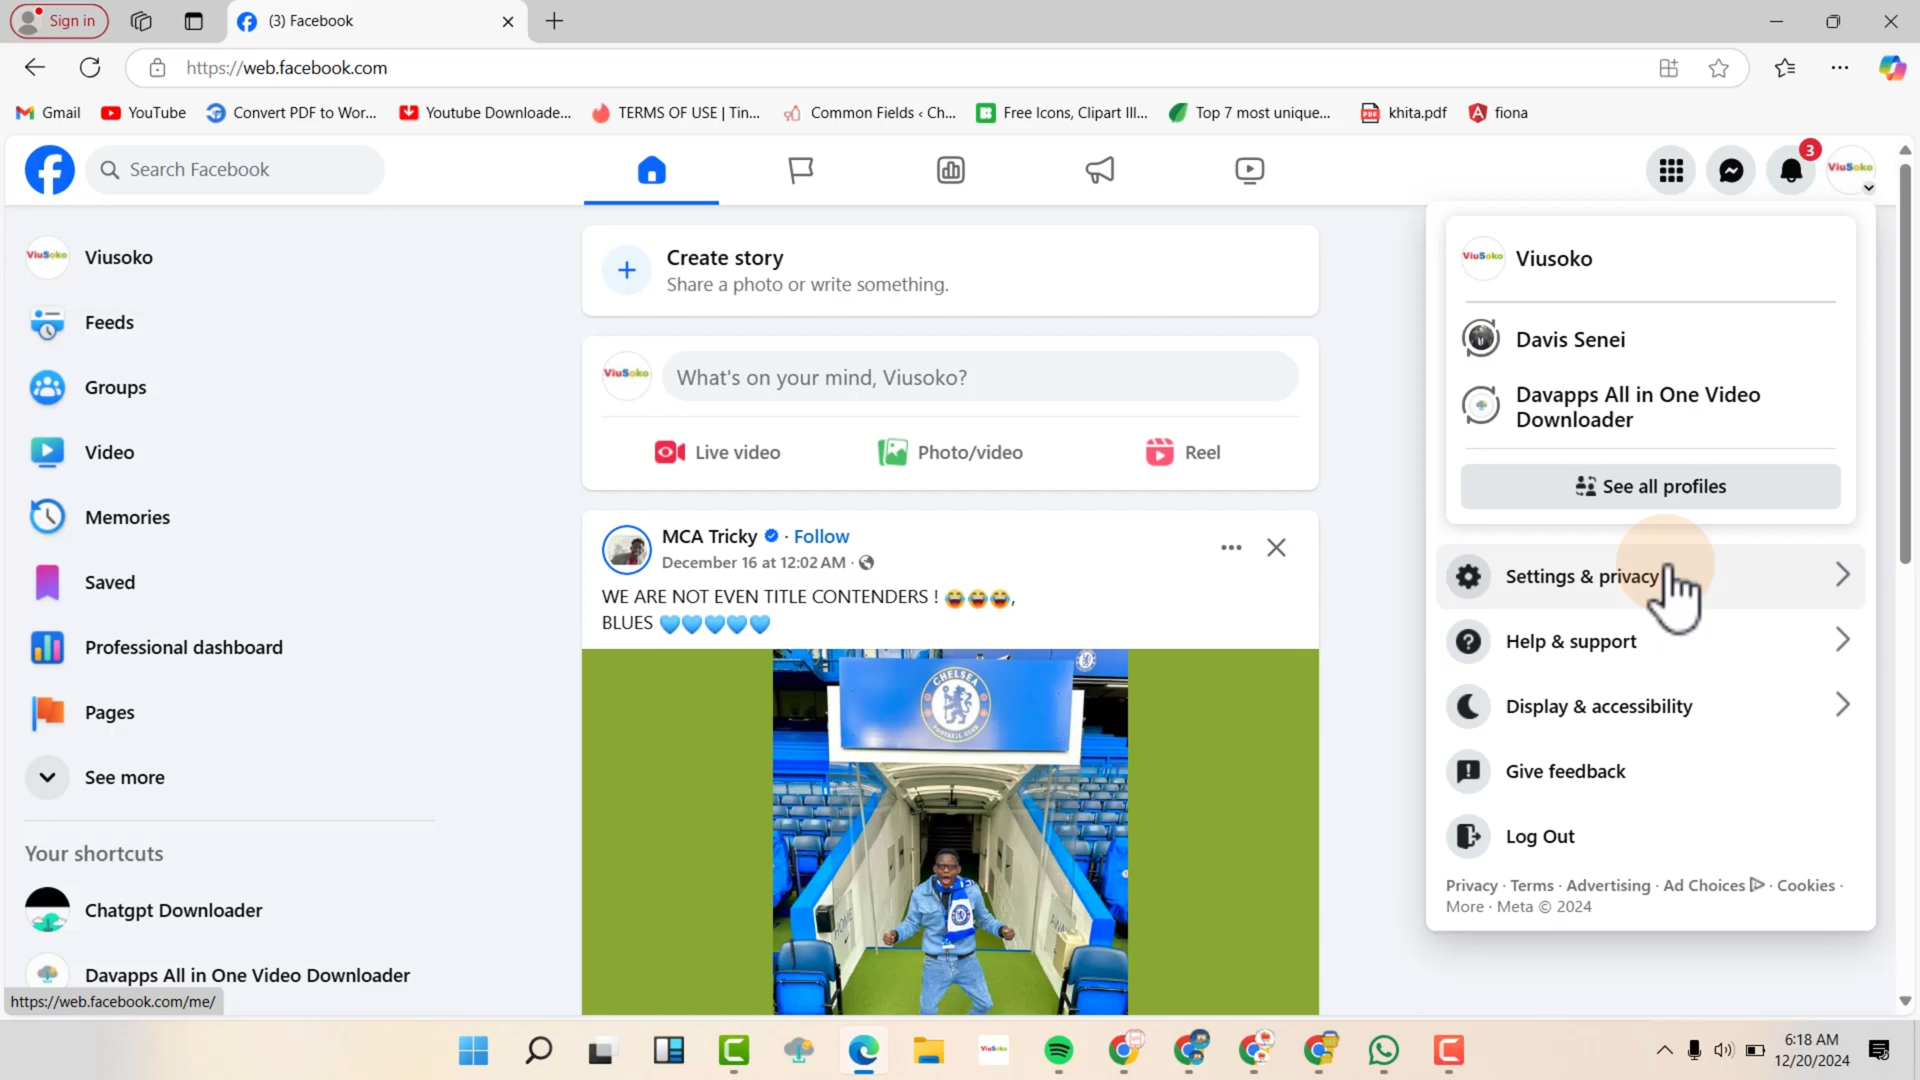 Sign in
(3) Facebook
https://web.facebook.com
Gmail
YouTube
Convert PDF to Wor...
Youtube Downloade...
TERMS OF USE | Tin...
Common Fields ‹ Ch...
Free Icons, Clipart Ill...
Top 7 most unique...
khita.pdf
fiona
Search Facebook
3
ViuSoko
ViuSoko
Viusoko
Feeds
Groups
Video
Memories
Saved
Professional dashboard
Pages
See more
Your shortcuts
Chatgpt Downloader
Davapps All in One Video Downloader
https://web.facebook.com/me/
Create story
Share a photo or write something.
ViuSoko
What's on your mind, Viusoko?
Live video
Photo/video
Reel
MCA Tricky · Follow
December 16 at 12:02 AM ·
WE ARE NOT EVEN TITLE CONTENDERS ! 😂😂😂,
BLUES 💙💙💙💙💙
CHELSEA
FOOTBALL CLUB
ViuSoko
Viusoko
Davis Senei
Davapps All in One Video
Downloader
See all profiles
Settings & privacy
Help & support
Display & accessibility
Give feedback
Log Out
Privacy · Terms · Advertising · Ad Choices · Cookies ·
More · Meta © 2024
ViuSoko
6:18 AM
12/20/2024